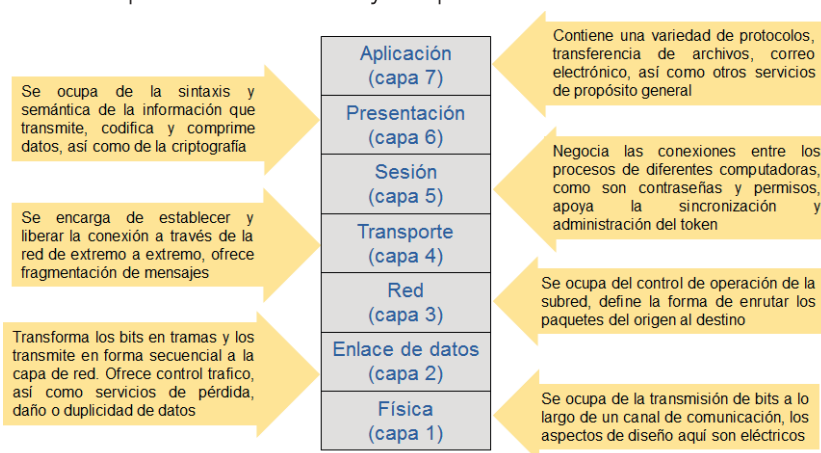 Aplicación
(capa 7)
Contiene una variedad de protocolos,
transferencia de archivos, correo
electrónico, así como otros servicios
de propósito general
Se ocupa de la sintaxis y
semántica de la información que
transmite, codifica y comprime
datos, así como de la criptografía
Presentación
(capa 6)
Sesión
(capa 5)
Negocia las conexiones entre los
procesos de diferentes computadoras,
como son contraseñas y permisos,
apoya la sincronización y
administración del token
Se encarga de establecer y
liberar la conexión a través de la
red de extremo a extremo, ofrece
fragmentación de mensajes
Transporte
(capa 4)
Red
(capa 3)
Se ocupa del control de operación de la
subred, define la forma de enrutar los
paquetes del origen al destino
Transforma los bits en tramas y los
transmite en forma secuencial a la
capa de red. Ofrece control trafico,
así como servicios de pérdida,
daño o duplicidad de datos
Enlace de datos
(capa 2)
Física
(capa 1)
Se ocupa de la transmisión de bits a lo
largo de un canal de comunicación, los
aspectos de diseño aquí son eléctricos